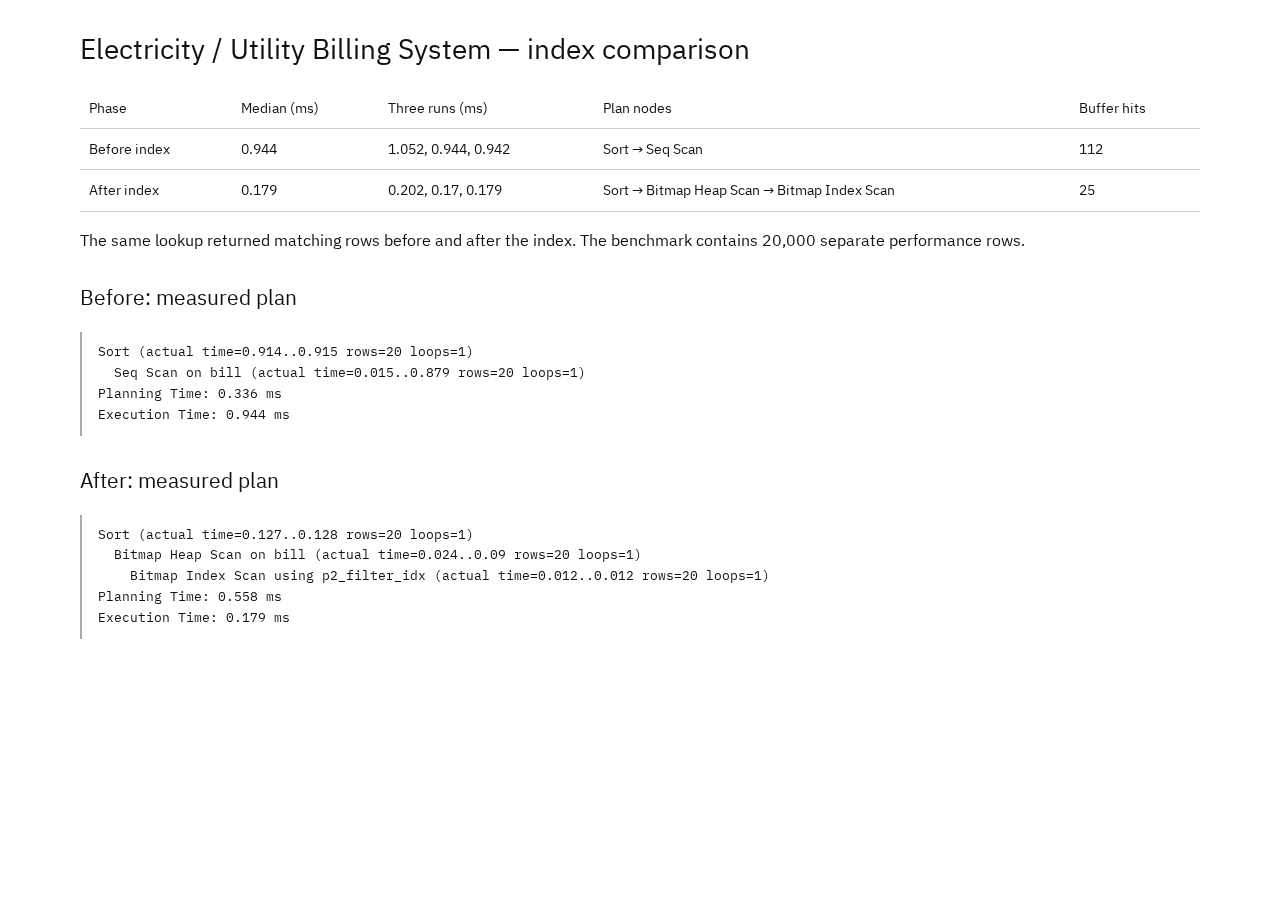 Electricity / Utility Billing System — index comparison
Phase Median (ms) Three runs (ms) Plan nodes Buffer hits
Before index 0.944 1.052, 0.944, 0.942 Sort → Seq Scan 112
After index 0.179 0.202, 0.17, 0.179 Sort → Bitmap Heap Scan → Bitmap Index Scan 25
The same lookup returned matching rows before and after the index. The benchmark contains 20,000 separate performance rows.
Before: measured plan
Sort (actual time=0.914..0.915 rows=20 loops=1)
Seq Scan on bill (actual time=0.015..0.879 rows=20 loops=1)
Planning Time: 0.336 ms
Execution Time: 0.944 ms
After: measured plan
Sort (actual time=0.127..0.128 rows=20 loops=1)
Bitmap Heap Scan on bill (actual time=0.024..0.09 rows=20 loops=1)
Bitmap Index Scan using p2_filter_idx (actual time=0.012..0.012 rows=20 loops=1)
Planning Time: 0.558 ms
Execution Time: 0.179 ms